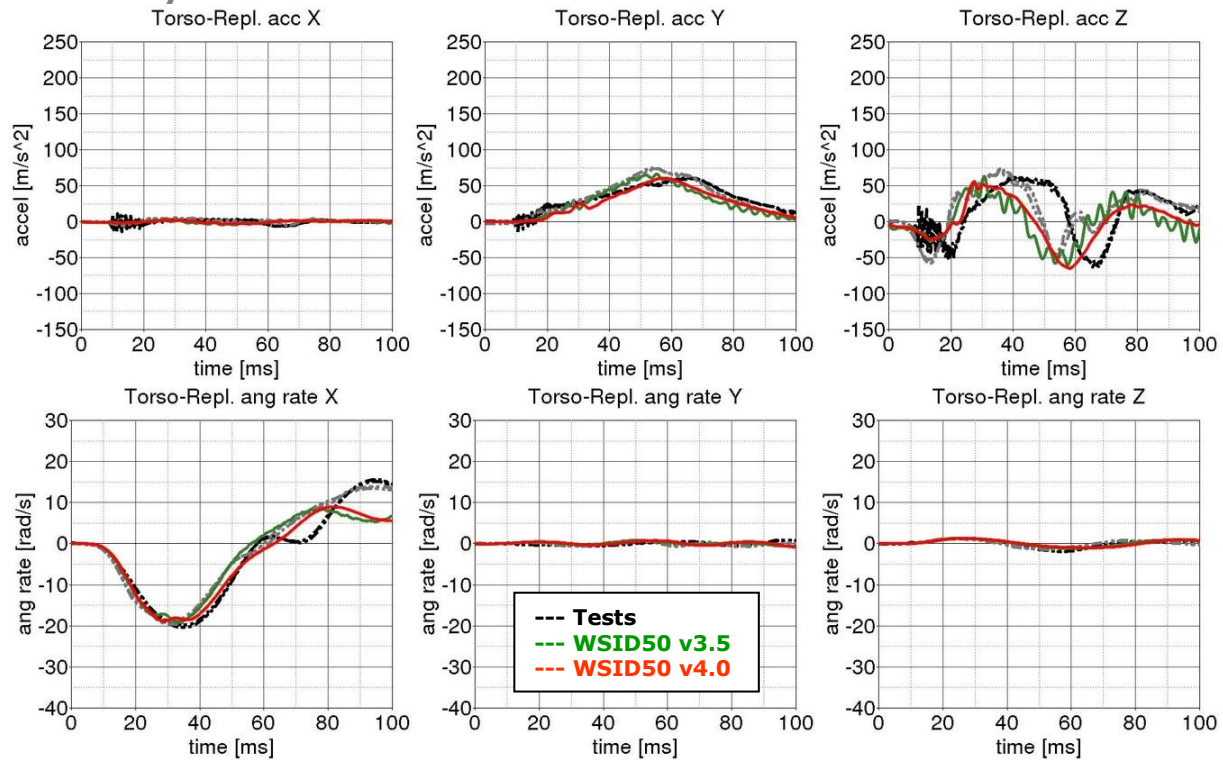 Torso-Repl. acc X
250
200
150
100
50
0
-50
-100
-150
accel [m/s^2]
0 20 40 60 80 100
time [ms]
Torso-Repl. acc Y
250
200
150
100
50
0
-50
-100
-150
accel [m/s^2]
0 20 40 60 80 100
time [ms]
Torso-Repl. acc Z
250
200
150
100
50
0
-50
-100
-150
accel [m/s^2]
0 20 40 60 80 100
time [ms]
Torso-Repl. ang rate X
30
20
10
0
-10
-20
-30
-40
ang rate [rad/s]
0 20 40 60 80 100
time [ms]
Torso-Repl. ang rate Y
30
20
10
0
-10
-20
-30
-40
ang rate [rad/s]
0 20 40 60 80 100
time [ms]
--- Tests
--- WSID50 v3.5
--- WSID50 v4.0
Torso-Repl. ang rate Z
30
20
10
0
-10
-20
-30
-40
ang rate [rad/s]
0 20 40 60 80 100
time [ms]